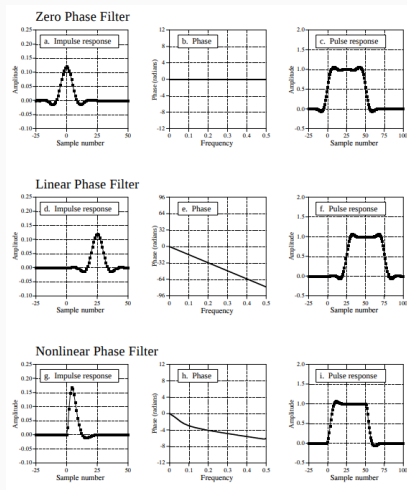 Zero Phase Filter
a. Impulse response
b. Phase
c. Pulse response
0.25
0.20
0.15
0.10
0.05
0.00
-0.05
-0.10
Amplitude
-25 0 25 50
Sample number
12
8
4
0
-4
-8
-12
Phase (radians)
0 0.1 0.2 0.3 0.4 0.5
Frequency
2.0
1.5
1.0
0.5
0.0
-0.5
Amplitude
-25 0 25 50 75 100
Sample number
Linear Phase Filter
d. Impulse response
e. Phase
f. Pulse response
0.25
0.20
0.15
0.10
0.05
0.00
-0.05
-0.10
Amplitude
-25 0 25 50
Sample number
96
64
32
0
-32
-64
-96
Phase (radians)
0 0.1 0.2 0.3 0.4 0.5
Frequency
2.0
1.5
1.0
0.5
0.0
-0.5
Amplitude
-25 0 25 50 75 100
Sample number
Nonlinear Phase Filter
g. Impulse response
h. Phase
i. Pulse response
0.25
0.20
0.15
0.10
0.05
0.00
-0.05
0.10
Amplitude
-25 0 25 50
Sample number
12
8
4
0
-4
-8
-12
Phase (radians)
0 0.1 0.2 0.3 0.4 0.5
Frequency
2.0
1.5
1.0
0.5
0.0
-0.5
Amplitude
-25 0 25 50 75 100
Sample number